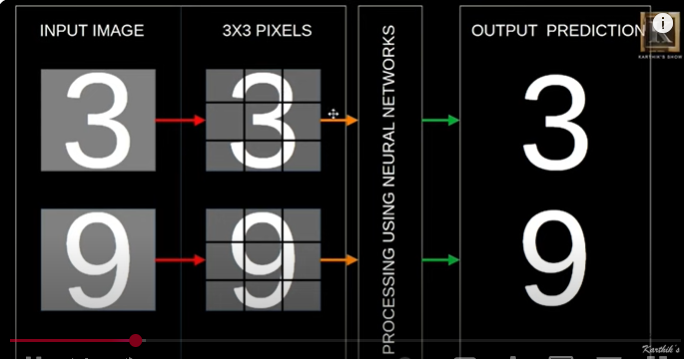 INPUT IMAGE
3X3 PIXELS
PROCESSING USING NEURAL NETWORKS
OUTPUT PREDICTION
K
KARTHIK'S SHOW
i
3
3
3
9
9
9
Karthik's